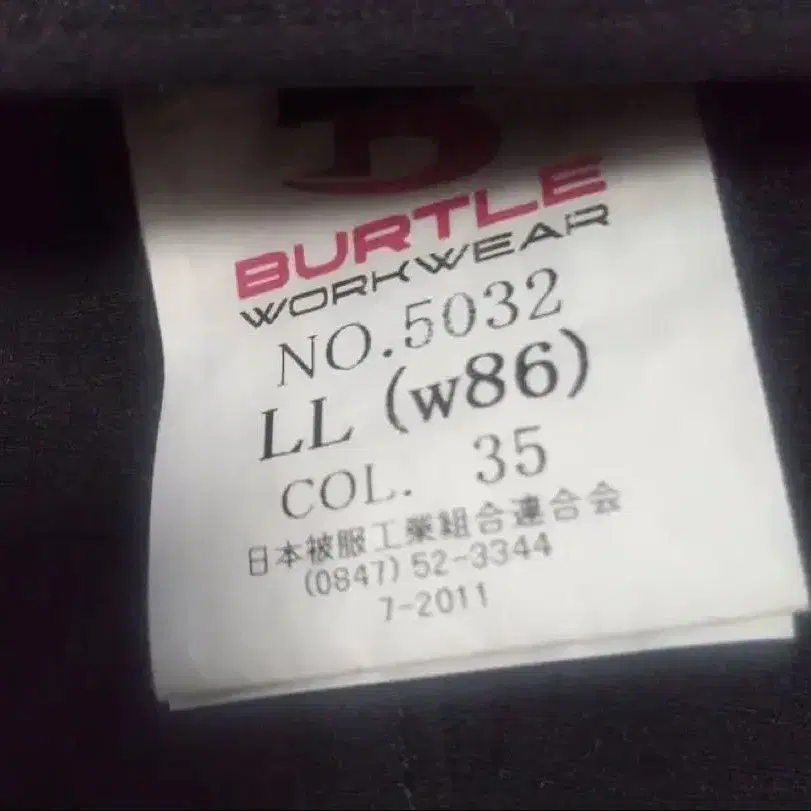 BURTLE
WORKWEAR
NO.5032
LL (w86)
COL. 35
日本被服工業組合連合会
(0847) 52-3344
7-2011